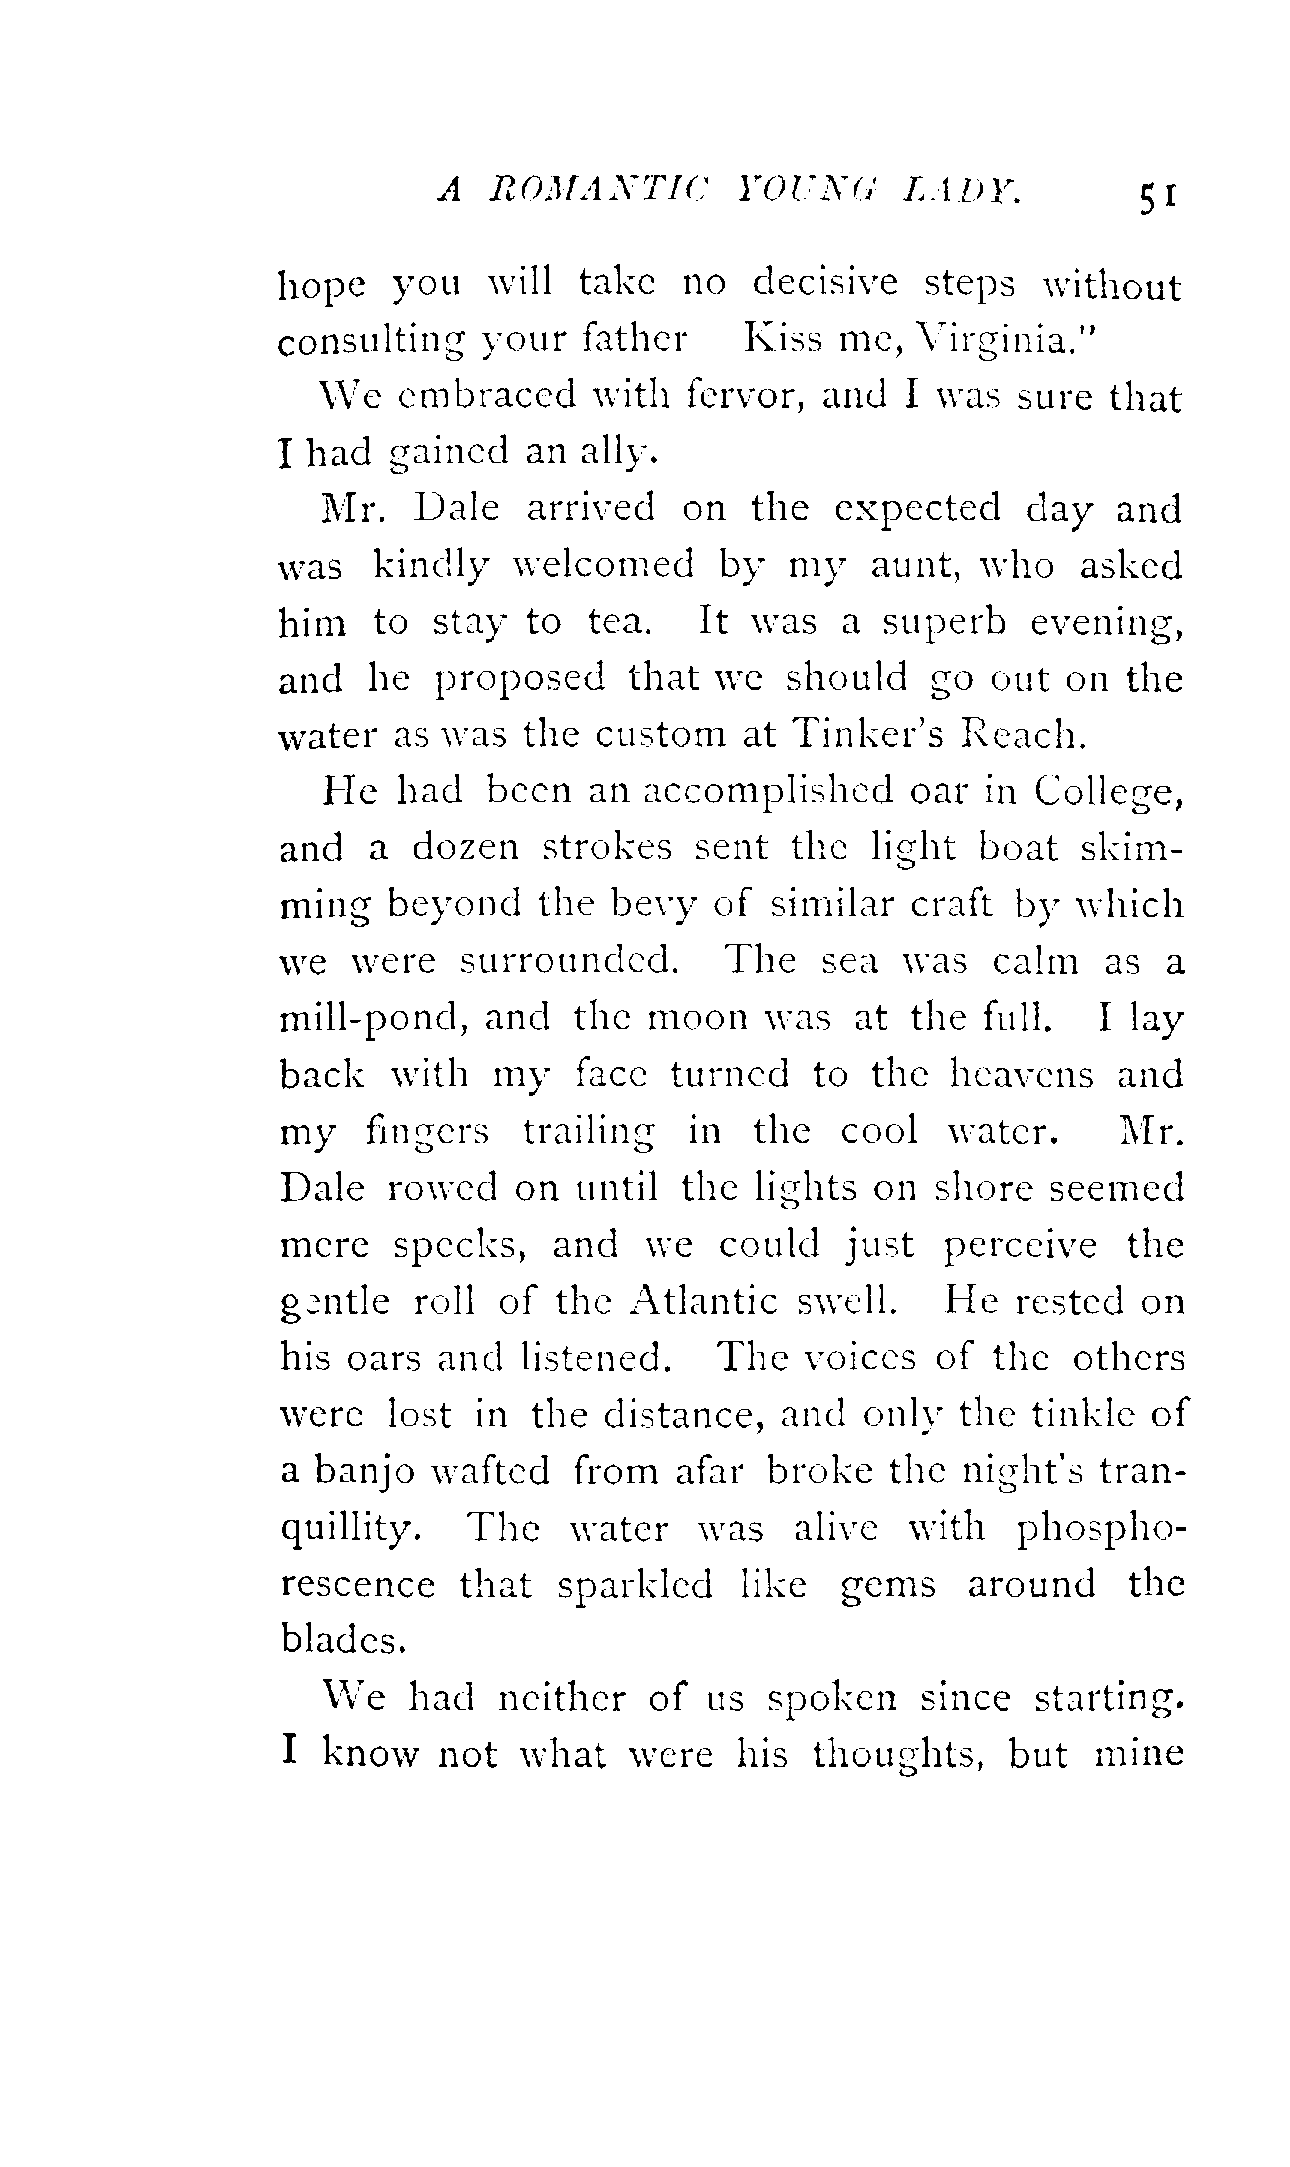 A ROMANTIC YOUNG LADY. 51
hope you will take no decisive steps without
consulting your father Kiss me, Virginia."
We embraced with fervor, and I was sure that
I had gained an ally.
Mr. Dale arrived on the expected day and
was kindly welcomed by my aunt, who asked
him to stay to tea. It was a superb evening,
and he proposed that we should go out on the
water as was the custom at Tinker's Reach.
He had been an accomplished oar in College,
and a dozen strokes sent the light boat skim-
ming beyond the bevy of similar craft by which
we were surrounded. The sea was calm as a
mill-pond, and the moon was at the full. I lay
back with my face turned to the heavens and
my fingers trailing in the cool water. Mr.
Dale rowed on until the lights on shore seemed
mere specks, and we could just perceive the
gentle roll of the Atlantic swell. He rested on
his oars and listened. The voices of the others
were lost in the distance, and only the tinkle of
a banjo wafted from afar broke the night's tran-
quillity. The water was alive with phospho-
rescence that sparkled like gems around the
blades.
We had neither of us spoken since starting.
I know not what were his thoughts, but mine